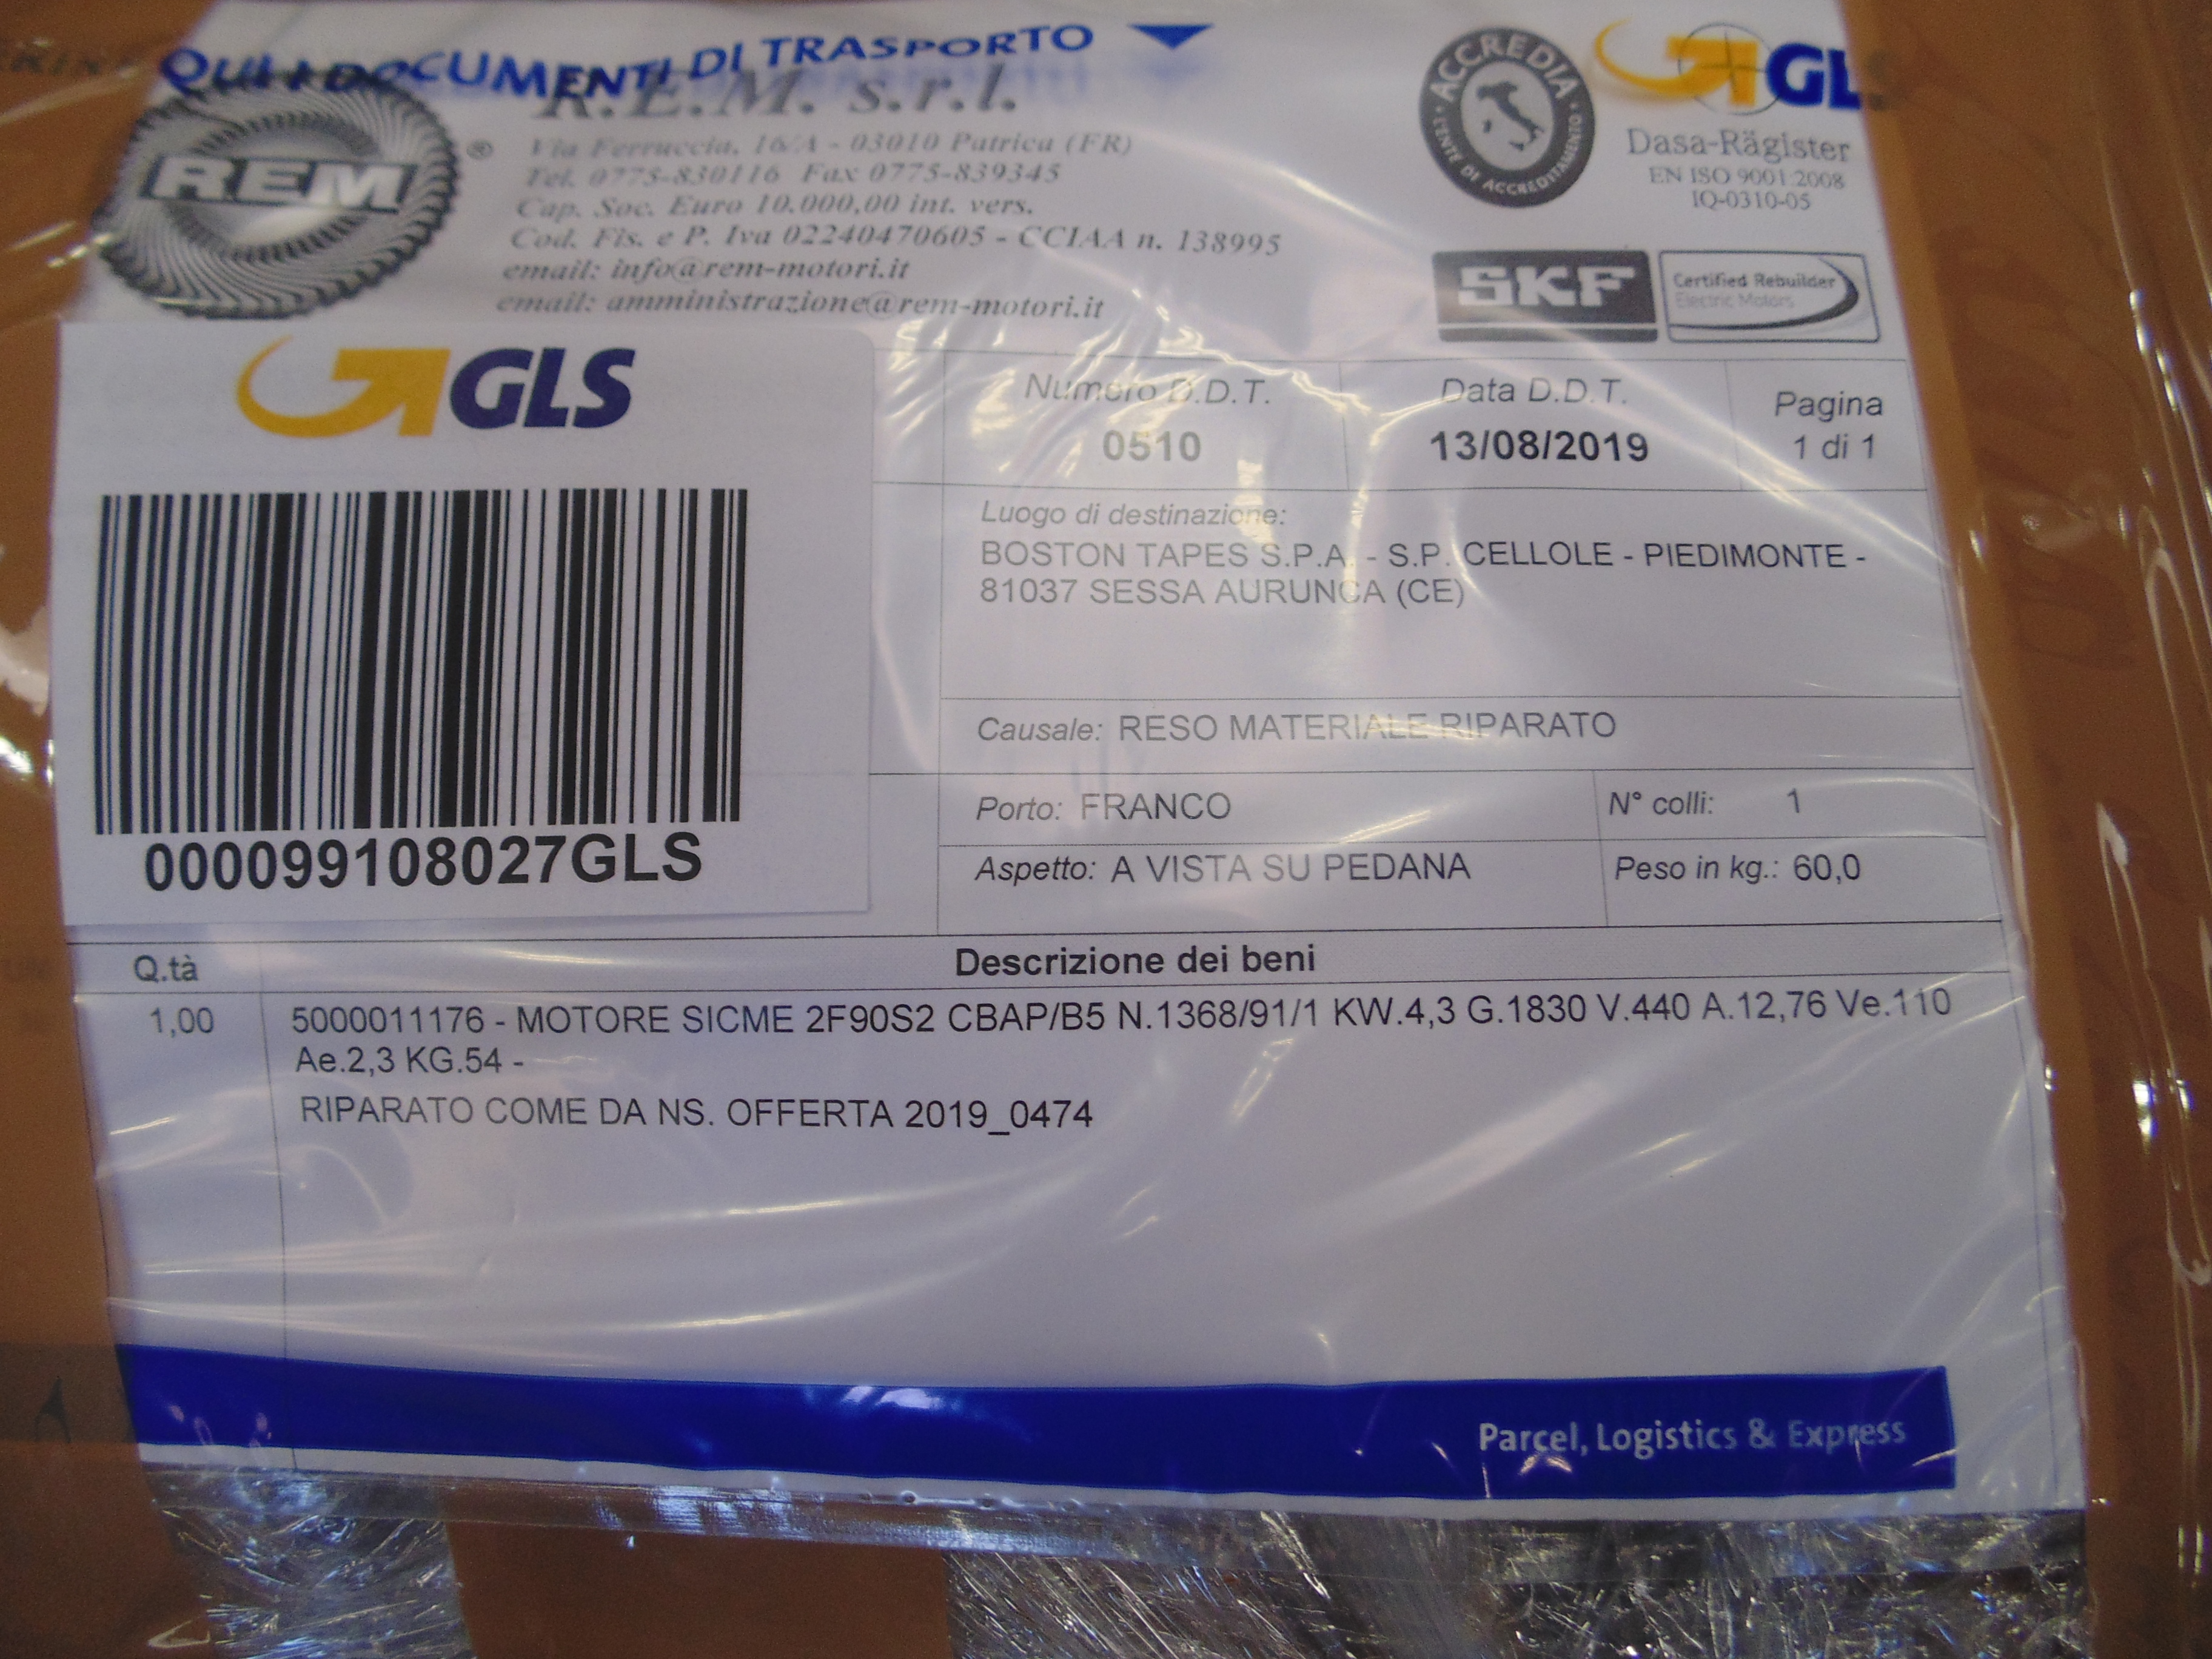 QUI I DOCUMENTI DI TRASPORTO
GLS
REM ®
R.E.M. s.r.l.
Via Ferruccia, 16/A - 03010 Patrica (FR)
Tel. 0775-830116 Fax 0775-839345
Cap. Soc. Euro 10.000,00 int. vers.
Cod. Fis. e P. Iva 02240470605 - CCIAA n. 138995
email: info@rem-motori.it
email: amministrazione@rem-motori.it
ACCREDIA
L'ENTE DI ACCREDITAMENTO
Dasa-Rägister
EN ISO 9001:2008
IQ-0310-05
SKF
Certified Rebuilder
Electric Motors
GLS
000099108027GLS
Numero D.D.T.
0510
Data D.D.T.
13/08/2019
Pagina
1 di 1
Luogo di destinazione:
BOSTON TAPES S.P.A. - S.P. CELLOLE - PIEDIMONTE -
81037 SESSA AURUNCA (CE)
Causale: RESO MATERIALE RIPARATO
Porto: FRANCO
N° colli: 1
Aspetto: A VISTA SU PEDANA
Peso in kg.: 60,0
Q.tà
Descrizione dei beni
1,00
5000011176 - MOTORE SICME 2F90S2 CBAP/B5 N.1368/91/1 KW.4,3 G.1830 V.440 A.12,76 Ve.110
Ae.2,3 KG.54 -
RIPARATO COME DA NS. OFFERTA 2019_0474
Parcel, Logistics & Express